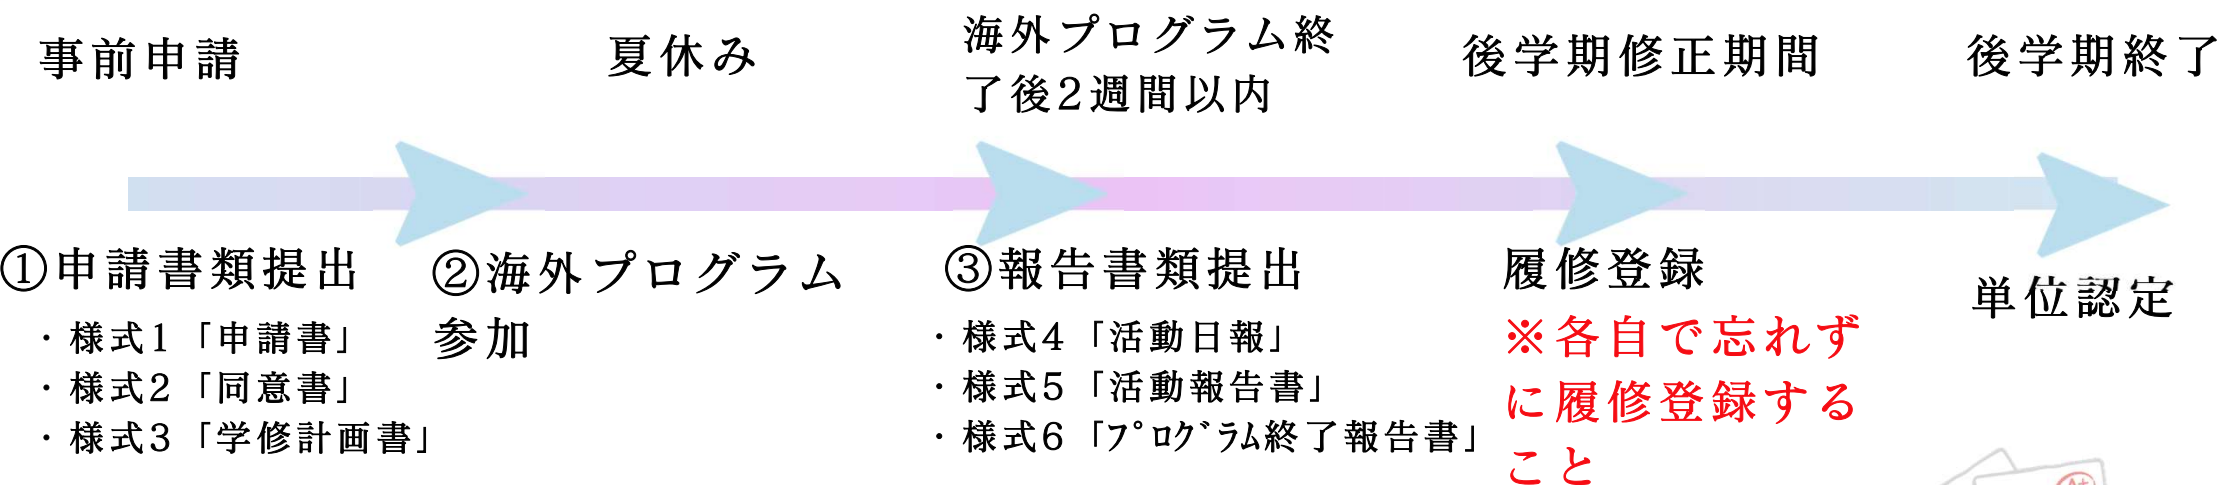 事前申請
夏休み
海外プログラム終
了後2週間以内
後学期修正期間
後学期終了
①申請書類提出
・様式1「申請書」
・様式2「同意書」
・様式3「学修計画書」
②海外プログラム
参加
③報告書類提出
・様式4「活動日報」
・様式5「活動報告書」
・様式6「ﾌﾟﾛｸﾞﾗﾑ終了報告書」
履修登録
※各自で忘れず
に履修登録する
こと
単位認定
A+